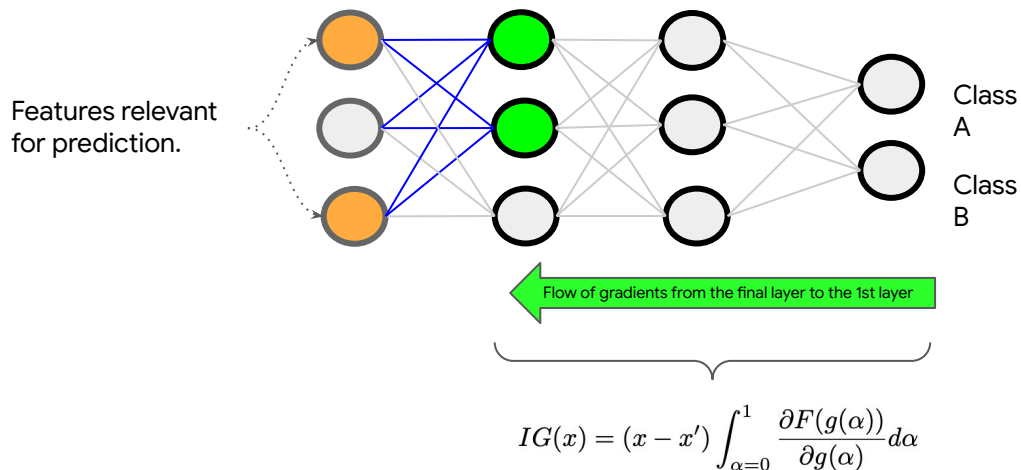 Features relevant
for prediction.
Class
A
Class
B
Flow of gradients from the final layer to the 1st layer
IG(x) = (x − x′) ∫_{α=0}^{1} ∂F(g(α))/∂g(α) dα